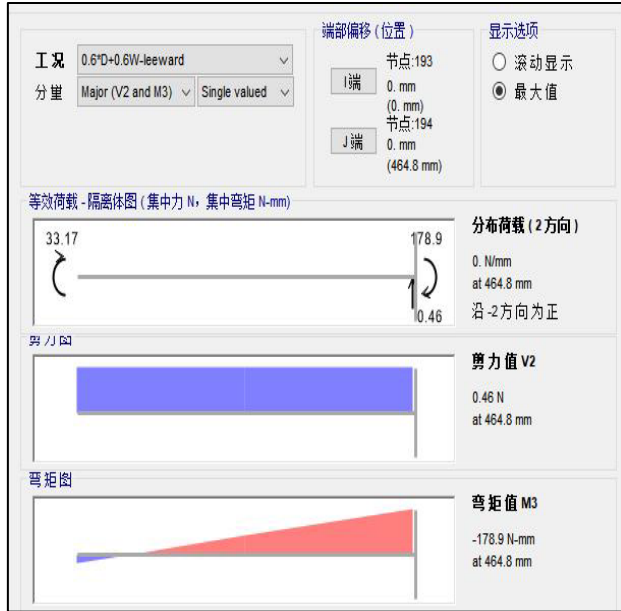 端部偏移 ( 位置 )
显示选项
工况
0.6*D+0.6W-leeward
分量
Major (V2 and M3)
Single valued
I端
节点:193
0. mm
(0. mm)
J端
节点:194
0. mm
(464.8 mm)
滚动显示
最大值
等效荷载 - 隔离体图 ( 集中力 N，集中弯矩 N-mm)
33.17
178.9
0.46
分布荷载 ( 2 方向 )
0. N/mm
at 464.8 mm
沿 -2方向为正
剪力图
剪力值 V2
0.46 N
at 464.8 mm
弯矩图
弯矩值 M3
-178.9 N-mm
at 464.8 mm